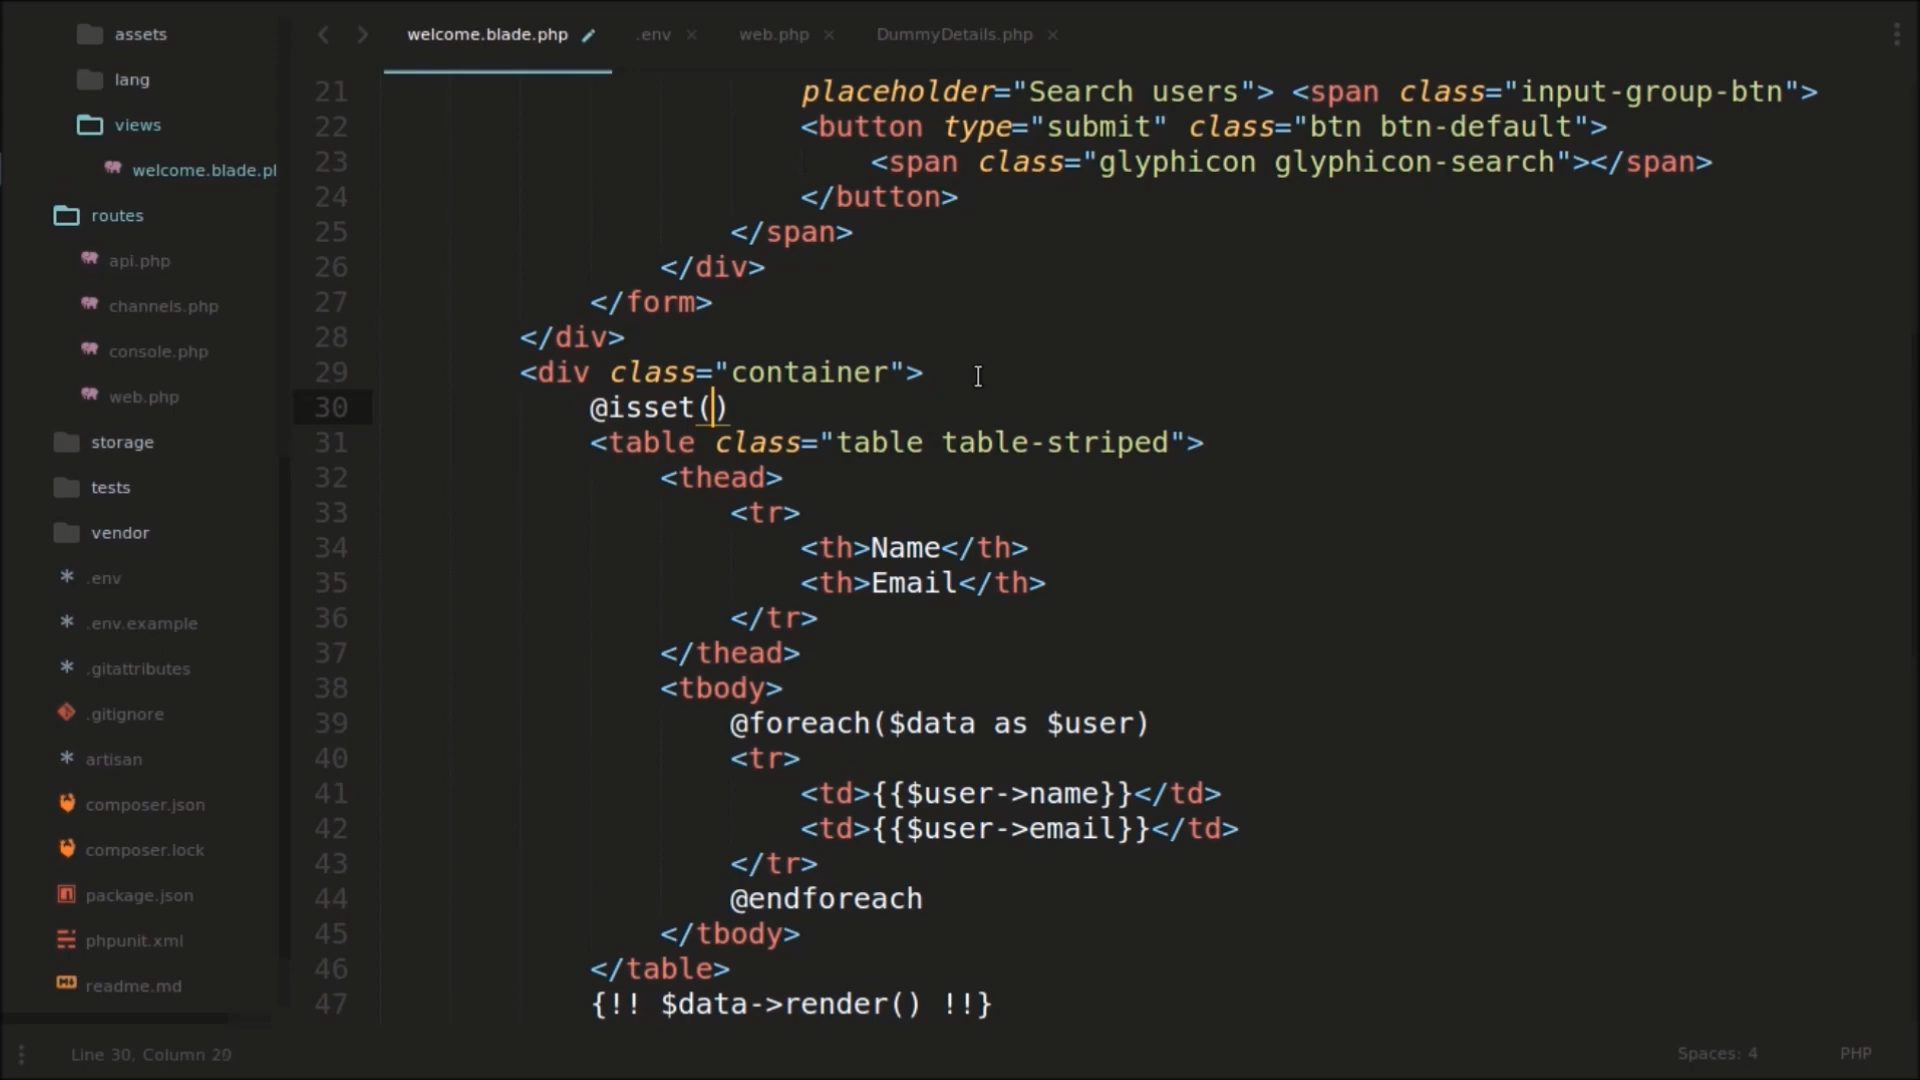 assets
lang
views
welcome.blade.pl
routes
api.php
channels.php
console.php
web.php
storage
tests
vendor
.env
.env.example
.gitattributes
.gitignore
artisan
composer.json
composer.lock
package.json
phpunit.xml
readme.md
welcome.blade.php .env web.php DummyDetails.php
21 placeholder="Search users"> <span class="input-group-btn">
22 <button type="submit" class="btn btn-default">
23 <span class="glyphicon glyphicon-search"></span>
24 </button>
25 </span>
26 </div>
27 </form>
28 </div>
29 <div class="container">
30 @isset()
31 <table class="table table-striped">
32 <thead>
33 <tr>
34 <th>Name</th>
35 <th>Email</th>
36 </tr>
37 </thead>
38 <tbody>
39 @foreach($data as $user)
40 <tr>
41 <td>{{$user->name}}</td>
42 <td>{{$user->email}}</td>
43 </tr>
44 @endforeach
45 </tbody>
46 </table>
47 {!! $data->render() !!}
Line 30, Column 29 Spaces: 4 PHP